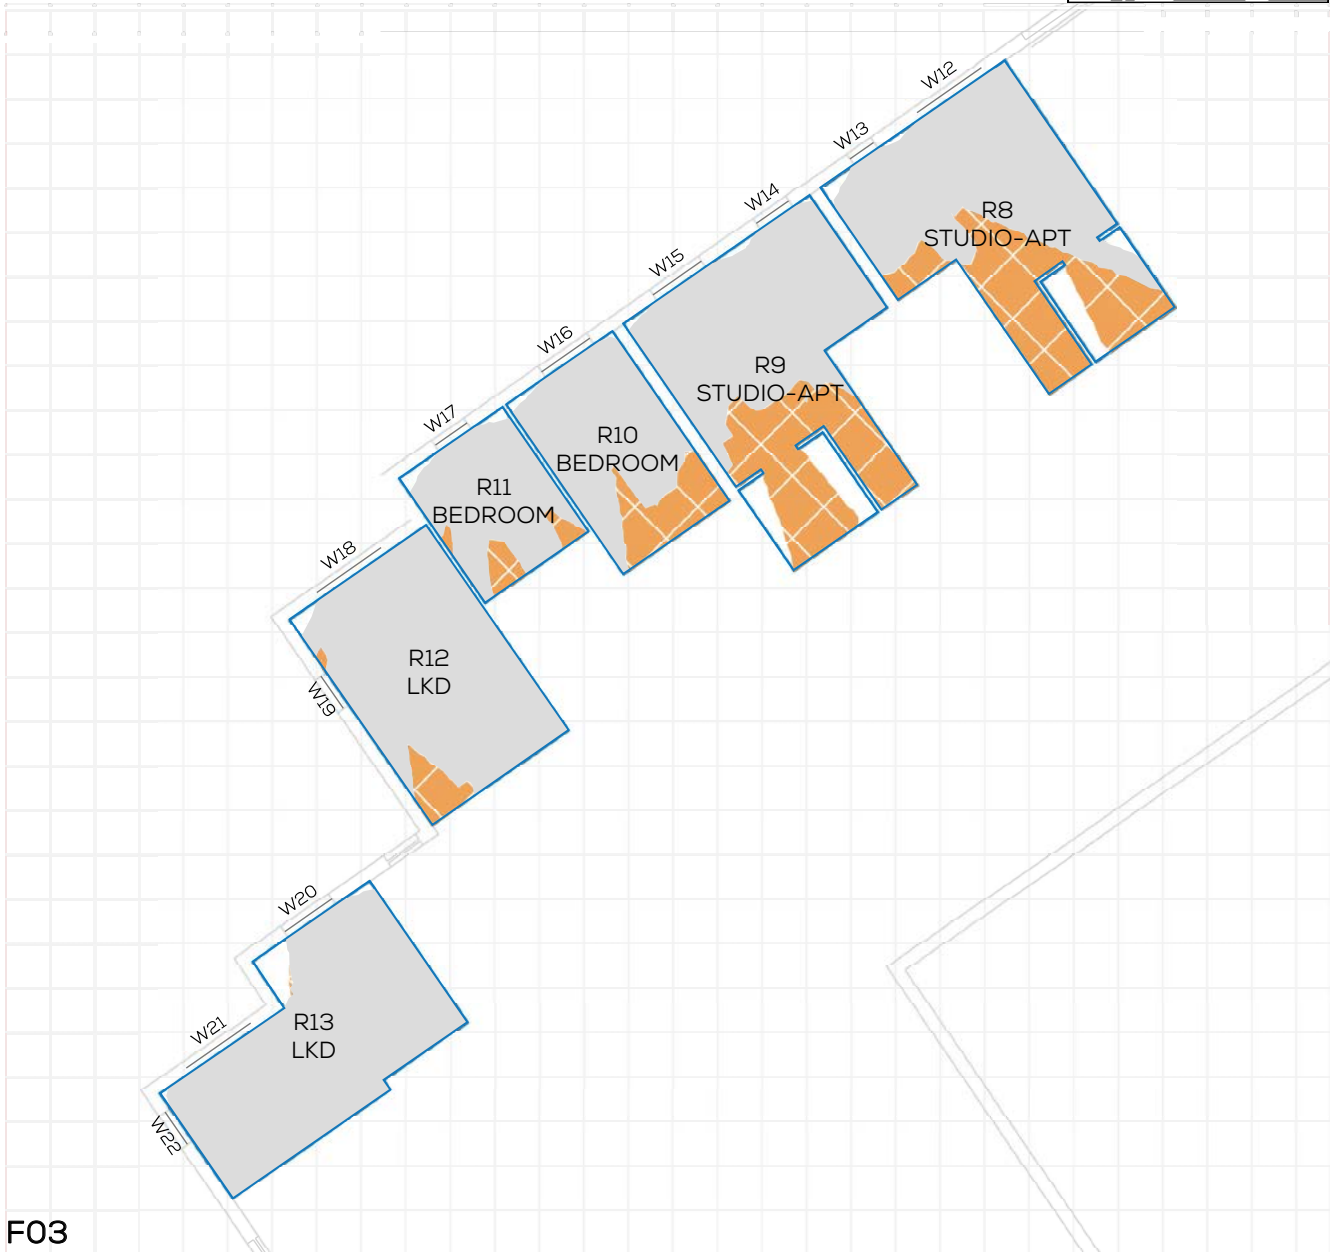 W12
W13
R8
STUDIO-APT
W14
W15
R9
STUDIO-APT
W16
R10
BEDROOM
W17
R11
BEDROOM
W18
R12
LKD
W19
W20
W21
R13
LKD
W22
F03